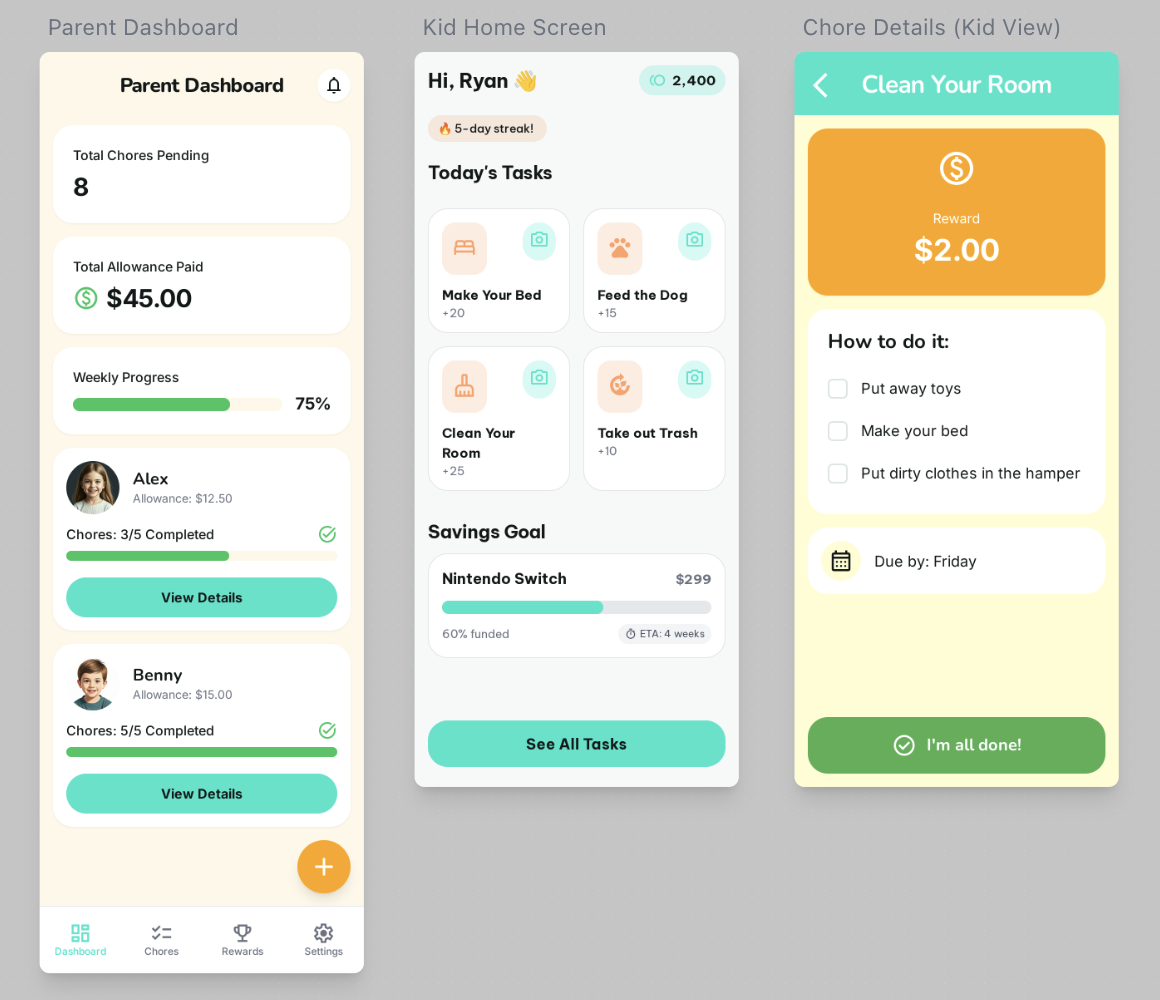 Parent Dashboard
Parent Dashboard
Total Chores Pending
8
Total Allowance Paid
$45.00
Weekly Progress
75%
Alex
Allowance: $12.50
Chores: 3/5 Completed
View Details
Benny
Allowance: $15.00
Chores: 5/5 Completed
View Details
Dashboard
Chores
Rewards
Settings
Kid Home Screen
Hi, Ryan 👋
2,400
🔥 5-day streak!
Today's Tasks
Make Your Bed
+20
Feed the Dog
+15
Clean Your
Room
+25
Take out Trash
+10
Savings Goal
Nintendo Switch
$299
60% funded
ETA: 4 weeks
See All Tasks
Chore Details (Kid View)
Clean Your Room
Reward
$2.00
How to do it:
Put away toys
Make your bed
Put dirty clothes in the hamper
Due by: Friday
I'm all done!